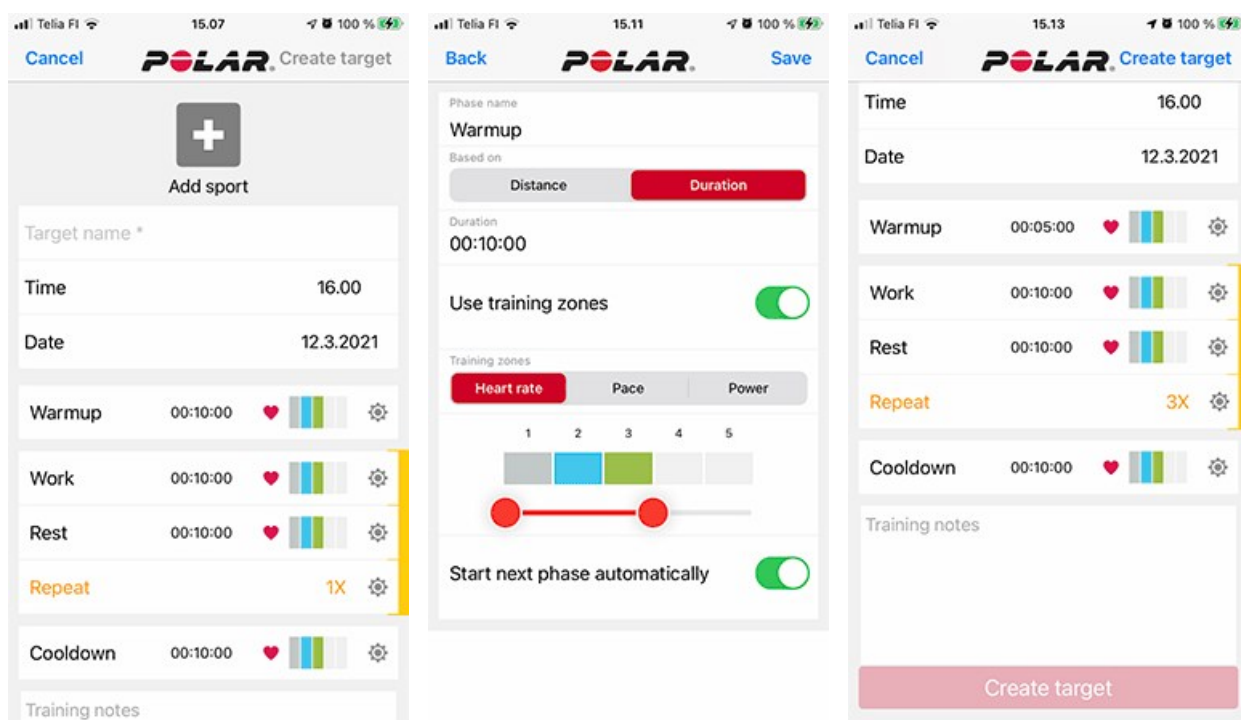 Telia FI 15.07 100 %
Cancel POLAR. Create target
Add sport
Target name *
Time 16.00
Date 12.3.2021
Warmup 00:10:00
Work 00:10:00
Rest 00:10:00
Repeat 1X
Cooldown 00:10:00
Training notes
Telia FI 15.11 100 %
Back POLAR. Save
Phase name
Warmup
Based on
Distance Duration
Duration
00:10:00
Use training zones
Training zones
Heart rate Pace Power
1 2 3 4 5
Start next phase automatically
Telia FI 15.13 100 %
Cancel POLAR. Create target
Time 16.00
Date 12.3.2021
Warmup 00:05:00
Work 00:10:00
Rest 00:10:00
Repeat 3X
Cooldown 00:10:00
Training notes
Create target